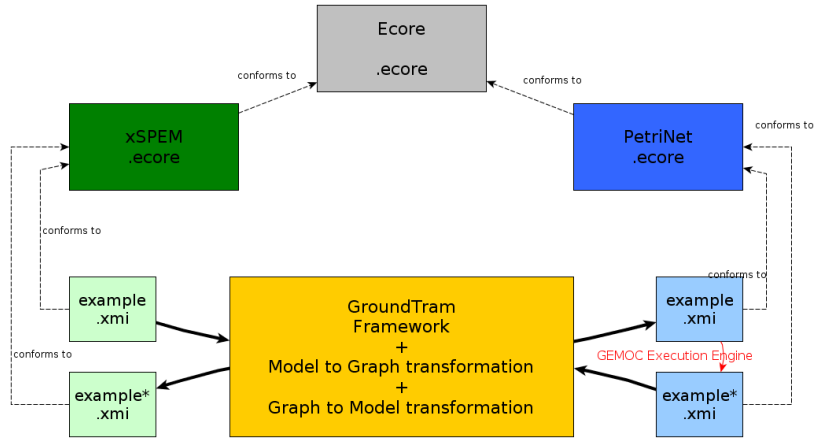 Ecore
.ecore
conforms to
conforms to
xSPEM
.ecore
PetriNet
.ecore
conforms to
conforms to
conforms to
example
.xmi
GroundTram
Framework
+
Model to Graph transformation
+
Graph to Model transformation
example
.xmi
GEMOC Execution Engine
conforms to
example*
.xmi
example*
.xmi